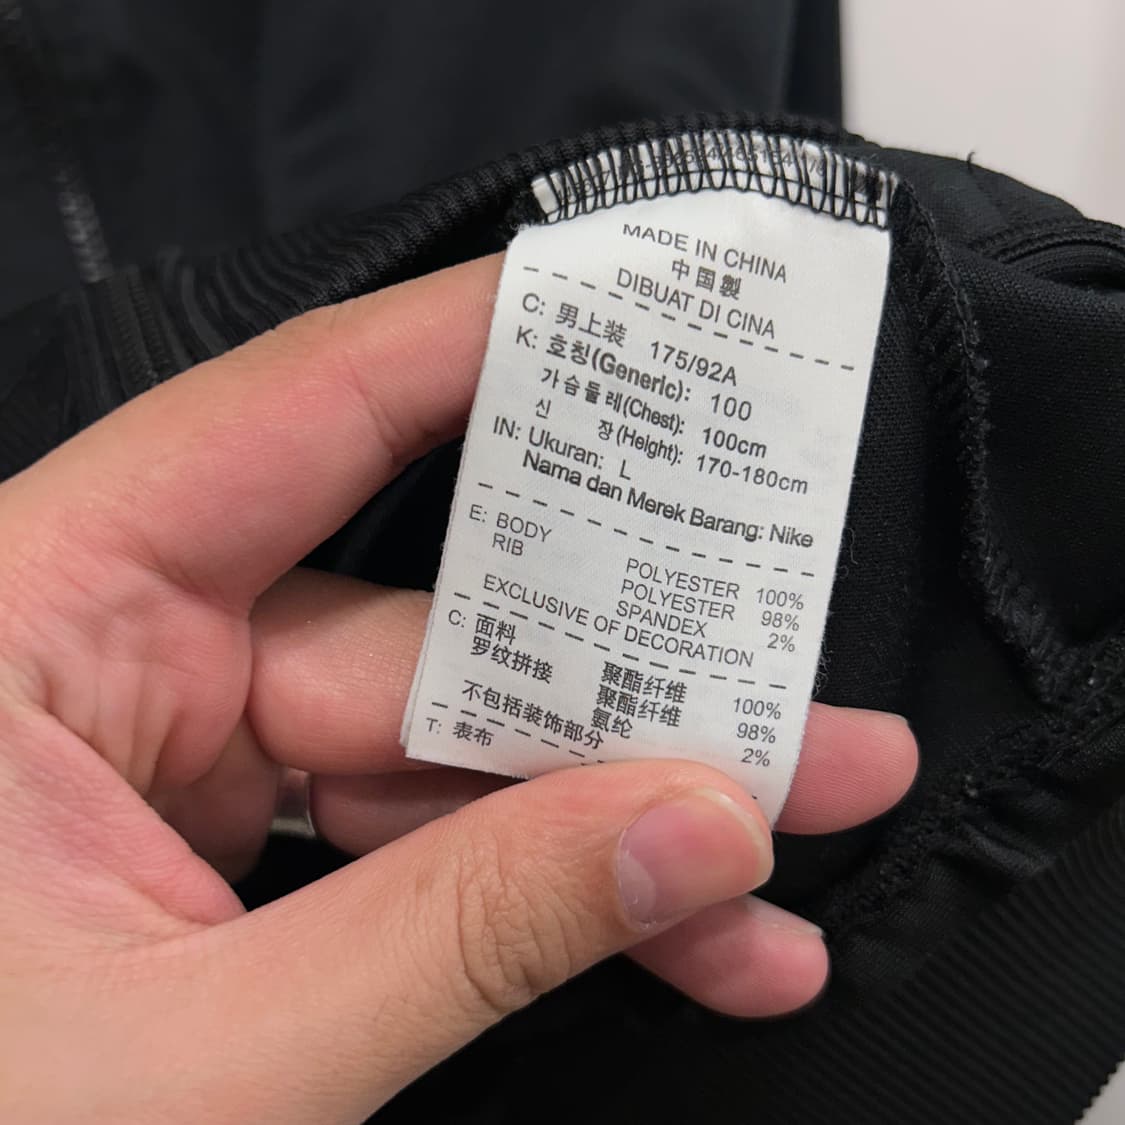 MADE IN CHINA
中国製
DIBUAT DI CINA
C: 男上装 175/92A
K: 호칭(Generic): 100
가슴둘레(Chest): 100cm
신 장(Height): 170-180cm
IN: Ukuran: L
Nama dan Merek Barang: Nike
E: BODY POLYESTER 100%
RIB POLYESTER 98%
SPANDEX 2%
EXCLUSIVE OF DECORATION
C: 面料 聚酯纤维 100%
罗纹拼接 聚酯纤维 98%
氨纶 2%
不包括装饰部分
T: 表布